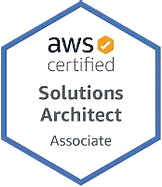 aws
certified
Solutions
Architect
Associate